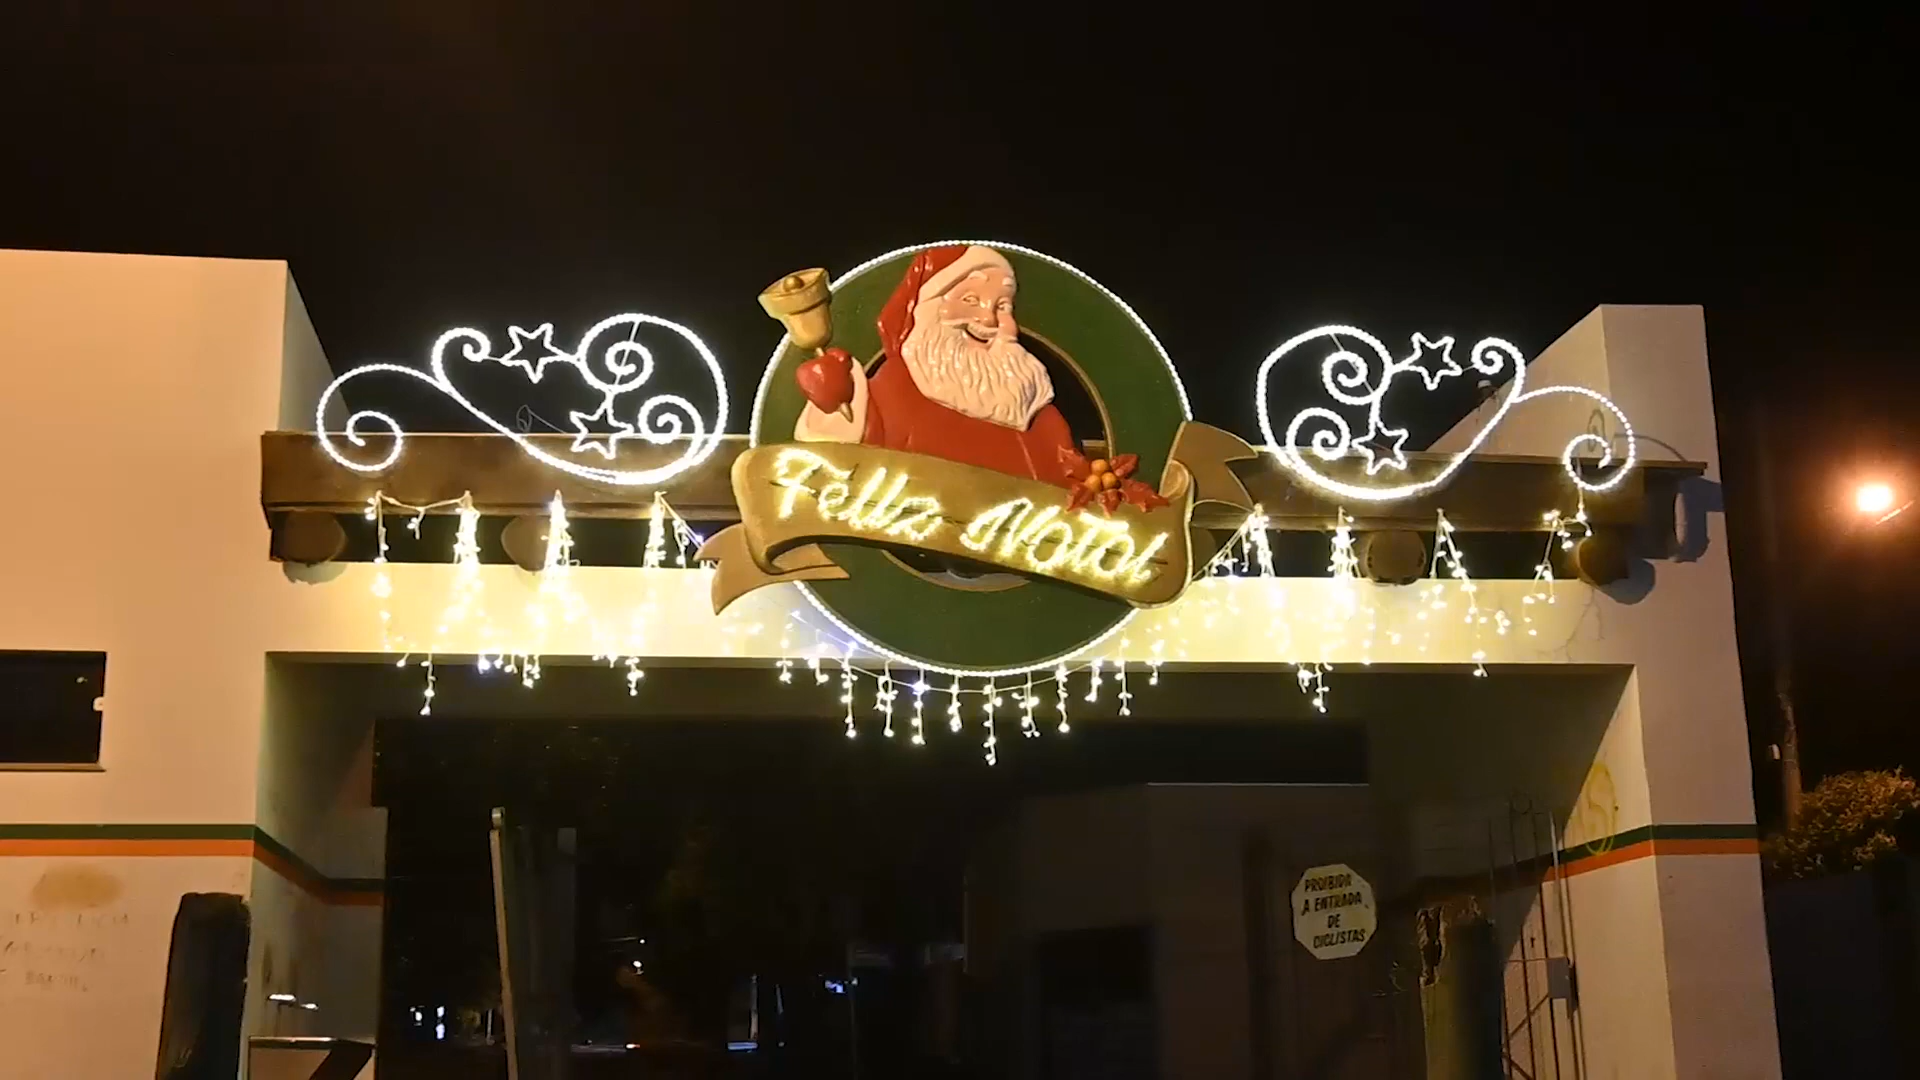 Feliz Natal
PROIBIDA
A ENTRADA
DE
CICLISTAS